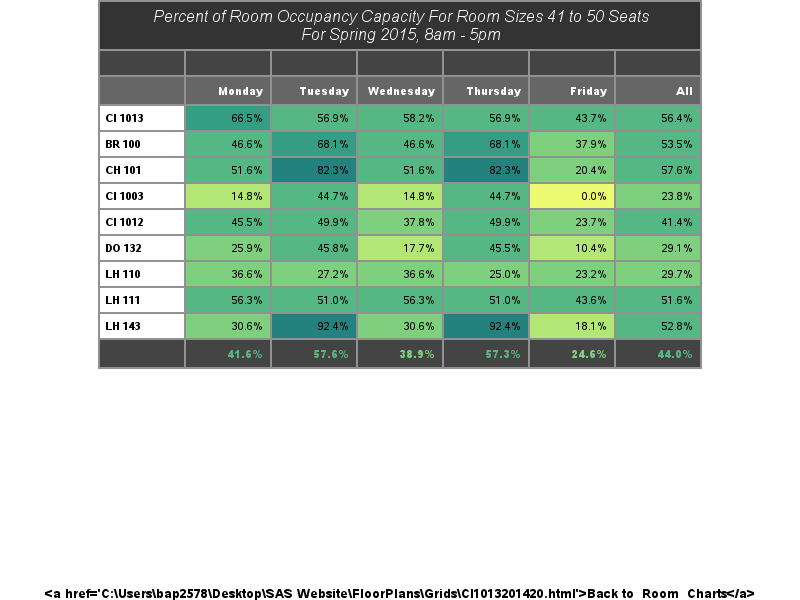 Percent of Room Occupancy Capacity For Room Sizes 41 to 50 Seats
For Spring 2015, 8am - 5pm
Monday Tuesday Wednesday Thursday Friday All
CI 1013 66.5% 56.9% 58.2% 56.9% 43.7% 56.4%
BR 100 46.6% 68.1% 46.6% 68.1% 37.9% 53.5%
CH 101 51.6% 82.3% 51.6% 82.3% 20.4% 57.6%
CI 1003 14.8% 44.7% 14.8% 44.7% 0.0% 23.8%
CI 1012 45.5% 49.9% 37.8% 49.9% 23.7% 41.4%
DO 132 25.9% 45.8% 17.7% 45.5% 10.4% 29.1%
LH 110 36.6% 27.2% 36.6% 25.0% 23.2% 29.7%
LH 111 56.3% 51.0% 56.3% 51.0% 43.6% 51.6%
LH 143 30.6% 92.4% 30.6% 92.4% 18.1% 52.8%
41.6% 57.6% 38.9% 57.3% 24.6% 44.0%
<a href='C:\Users\bap2578\Desktop\SAS Website\FloorPlans\Grids\CI1013201420.html'>Back to Room Charts</a>